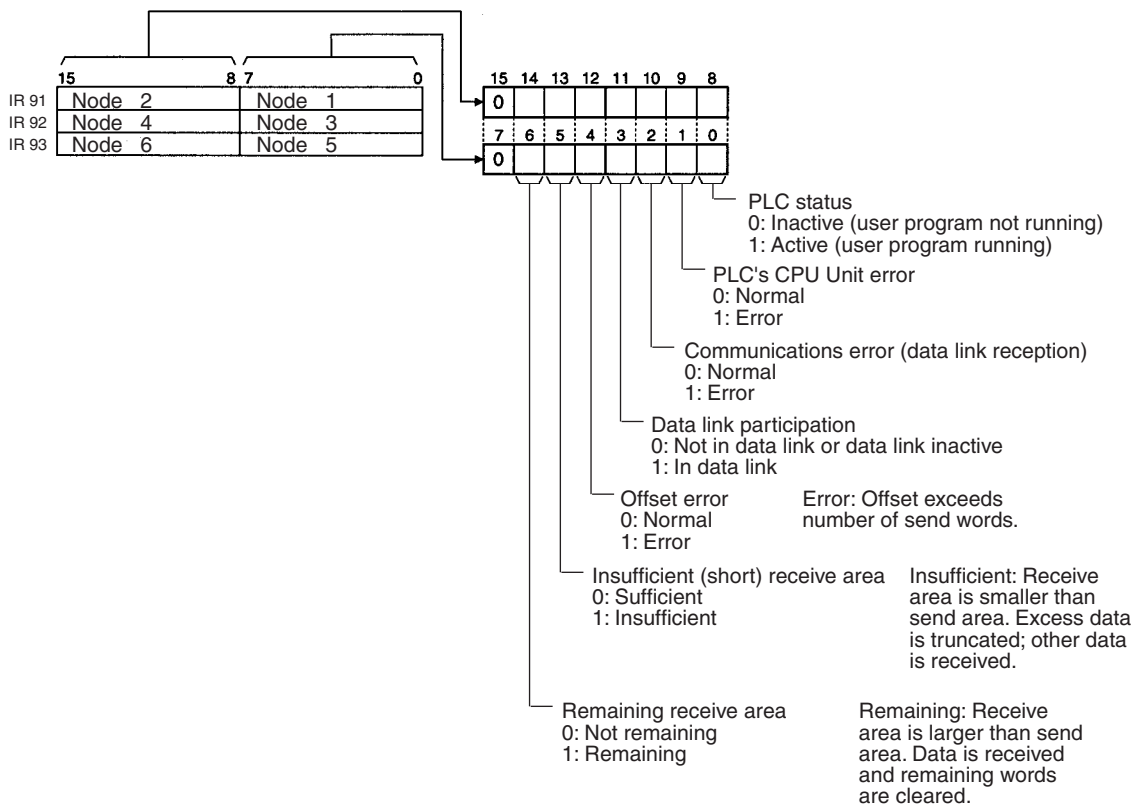 15 8 7 0
IR 91 Node 2 Node 1
IR 92 Node 4 Node 3
IR 93 Node 6 Node 5
15 14 13 12 11 10 9 8
0
7 6 5 4 3 2 1 0
0
PLC status
0: Inactive (user program not running)
1: Active (user program running)
PLC's CPU Unit error
0: Normal
1: Error
Communications error (data link reception)
0: Normal
1: Error
Data link participation
0: Not in data link or data link inactive
1: In data link
Offset error
0: Normal
1: Error
Error: Offset exceeds
number of send words.
Insufficient (short) receive area
0: Sufficient
1: Insufficient
Insufficient: Receive
area is smaller than
send area. Excess data
is truncated; other data
is received.
Remaining receive area
0: Not remaining
1: Remaining
Remaining: Receive
area is larger than send
area. Data is received
and remaining words
are cleared.